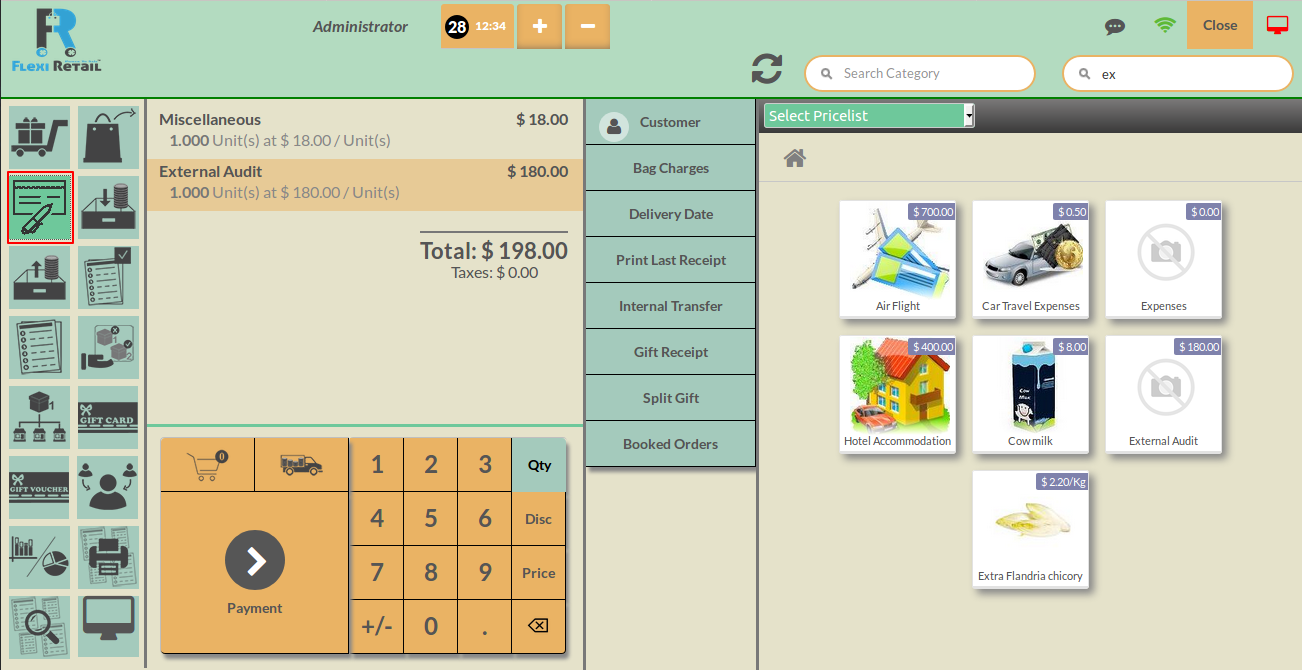 FLEXI RETAIL
Administrator
28 12:34
+
−
Close
Search Category
ex
GIFT CARD
GIFT VOUCHER
Miscellaneous $ 18.00
1.000 Unit(s) at $ 18.00 / Unit(s)
External Audit $ 180.00
1.000 Unit(s) at $ 180.00 / Unit(s)
Total: $ 198.00
Taxes: $ 0.00
0
Payment
1 2 3 Qty
4 5 6 Disc
7 8 9 Price
+/- 0 .
Customer
Bag Charges
Delivery Date
Print Last Receipt
Internal Transfer
Gift Receipt
Split Gift
Booked Orders
Select Pricelist
$ 700.00
Air Flight
$ 0.50
Car Travel Expenses
$ 0.00
Expenses
$ 400.00
Hotel Accommodation
$ 8.00
Cow milk
$ 180.00
External Audit
$ 2.20/Kg
Extra Flandria chicory